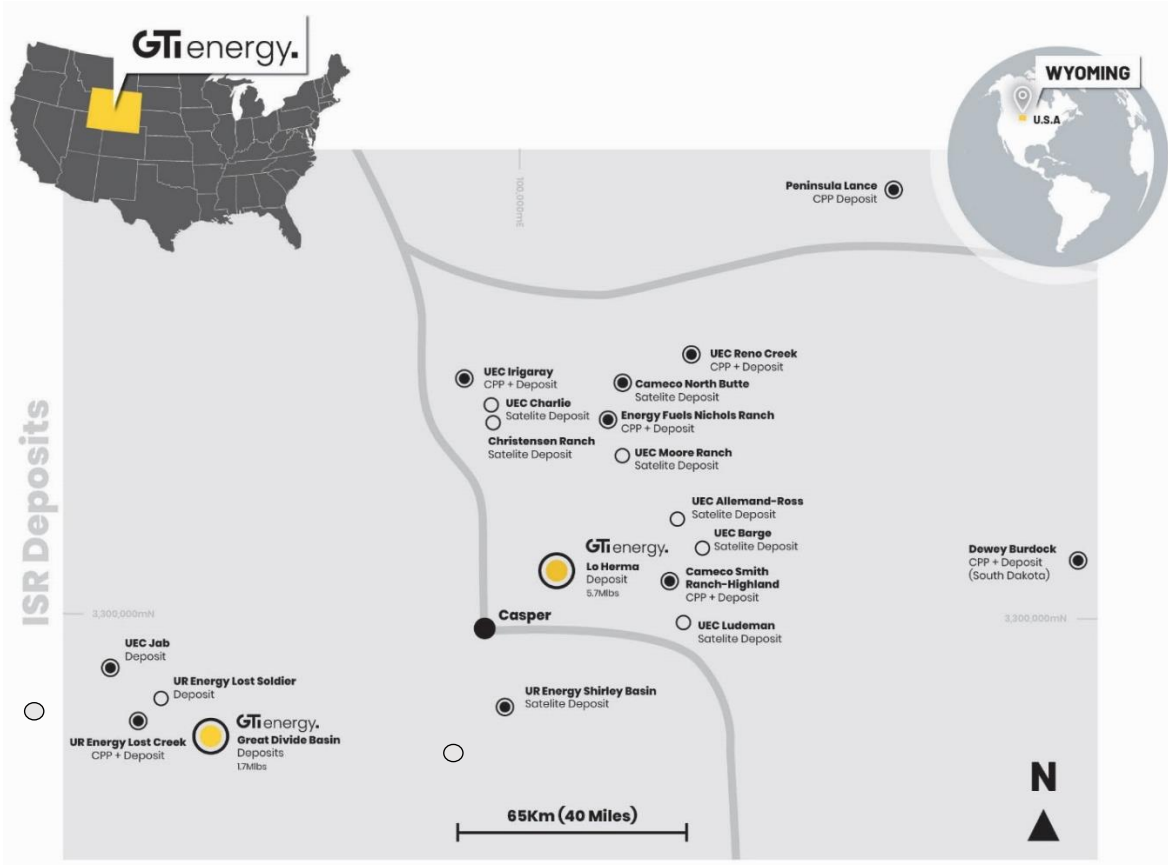 GTi energy.
WYOMING
U.S.A
100,000mE
Peninsula Lance
CPP Deposit
UEC Reno Creek
CPP + Deposit
UEC Irigaray
CPP + Deposit
Cameco North Butte
Satelite Deposit
UEC Charlie
Satelite Deposit
Energy Fuels Nichols Ranch
CPP + Deposit
Christensen Ranch
Satelite Deposit
UEC Moore Ranch
Satelite Deposit
ISR Deposits
UEC Allemand-Ross
Satelite Deposit
UEC Barge
Satelite Deposit
GTi energy.
Lo Herma
Deposit
5.7Mlbs
Cameco Smith
Ranch-Highland
CPP + Deposit
Dewey Burdock
CPP + Deposit
(South Dakota)
3,300,000mN
Casper
3,300,000mN
UEC Ludeman
Satelite Deposit
UEC Jab
Deposit
UR Energy Lost Soldier
Deposit
UR Energy Shirley Basin
Satelite Deposit
UR Energy Lost Creek
CPP + Deposit
GTi energy.
Great Divide Basin
Deposits
1.7Mlbs
65Km (40 Miles)
N